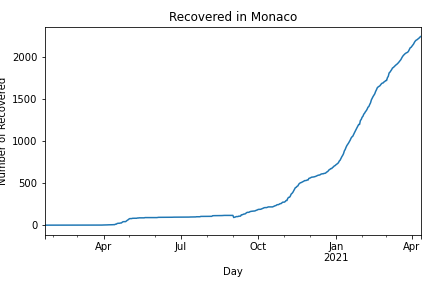 Recovered in Monaco
Number of Recovered
2000
1500
1000
500
0
Apr
Jul
Oct
Jan
2021
Apr
Day